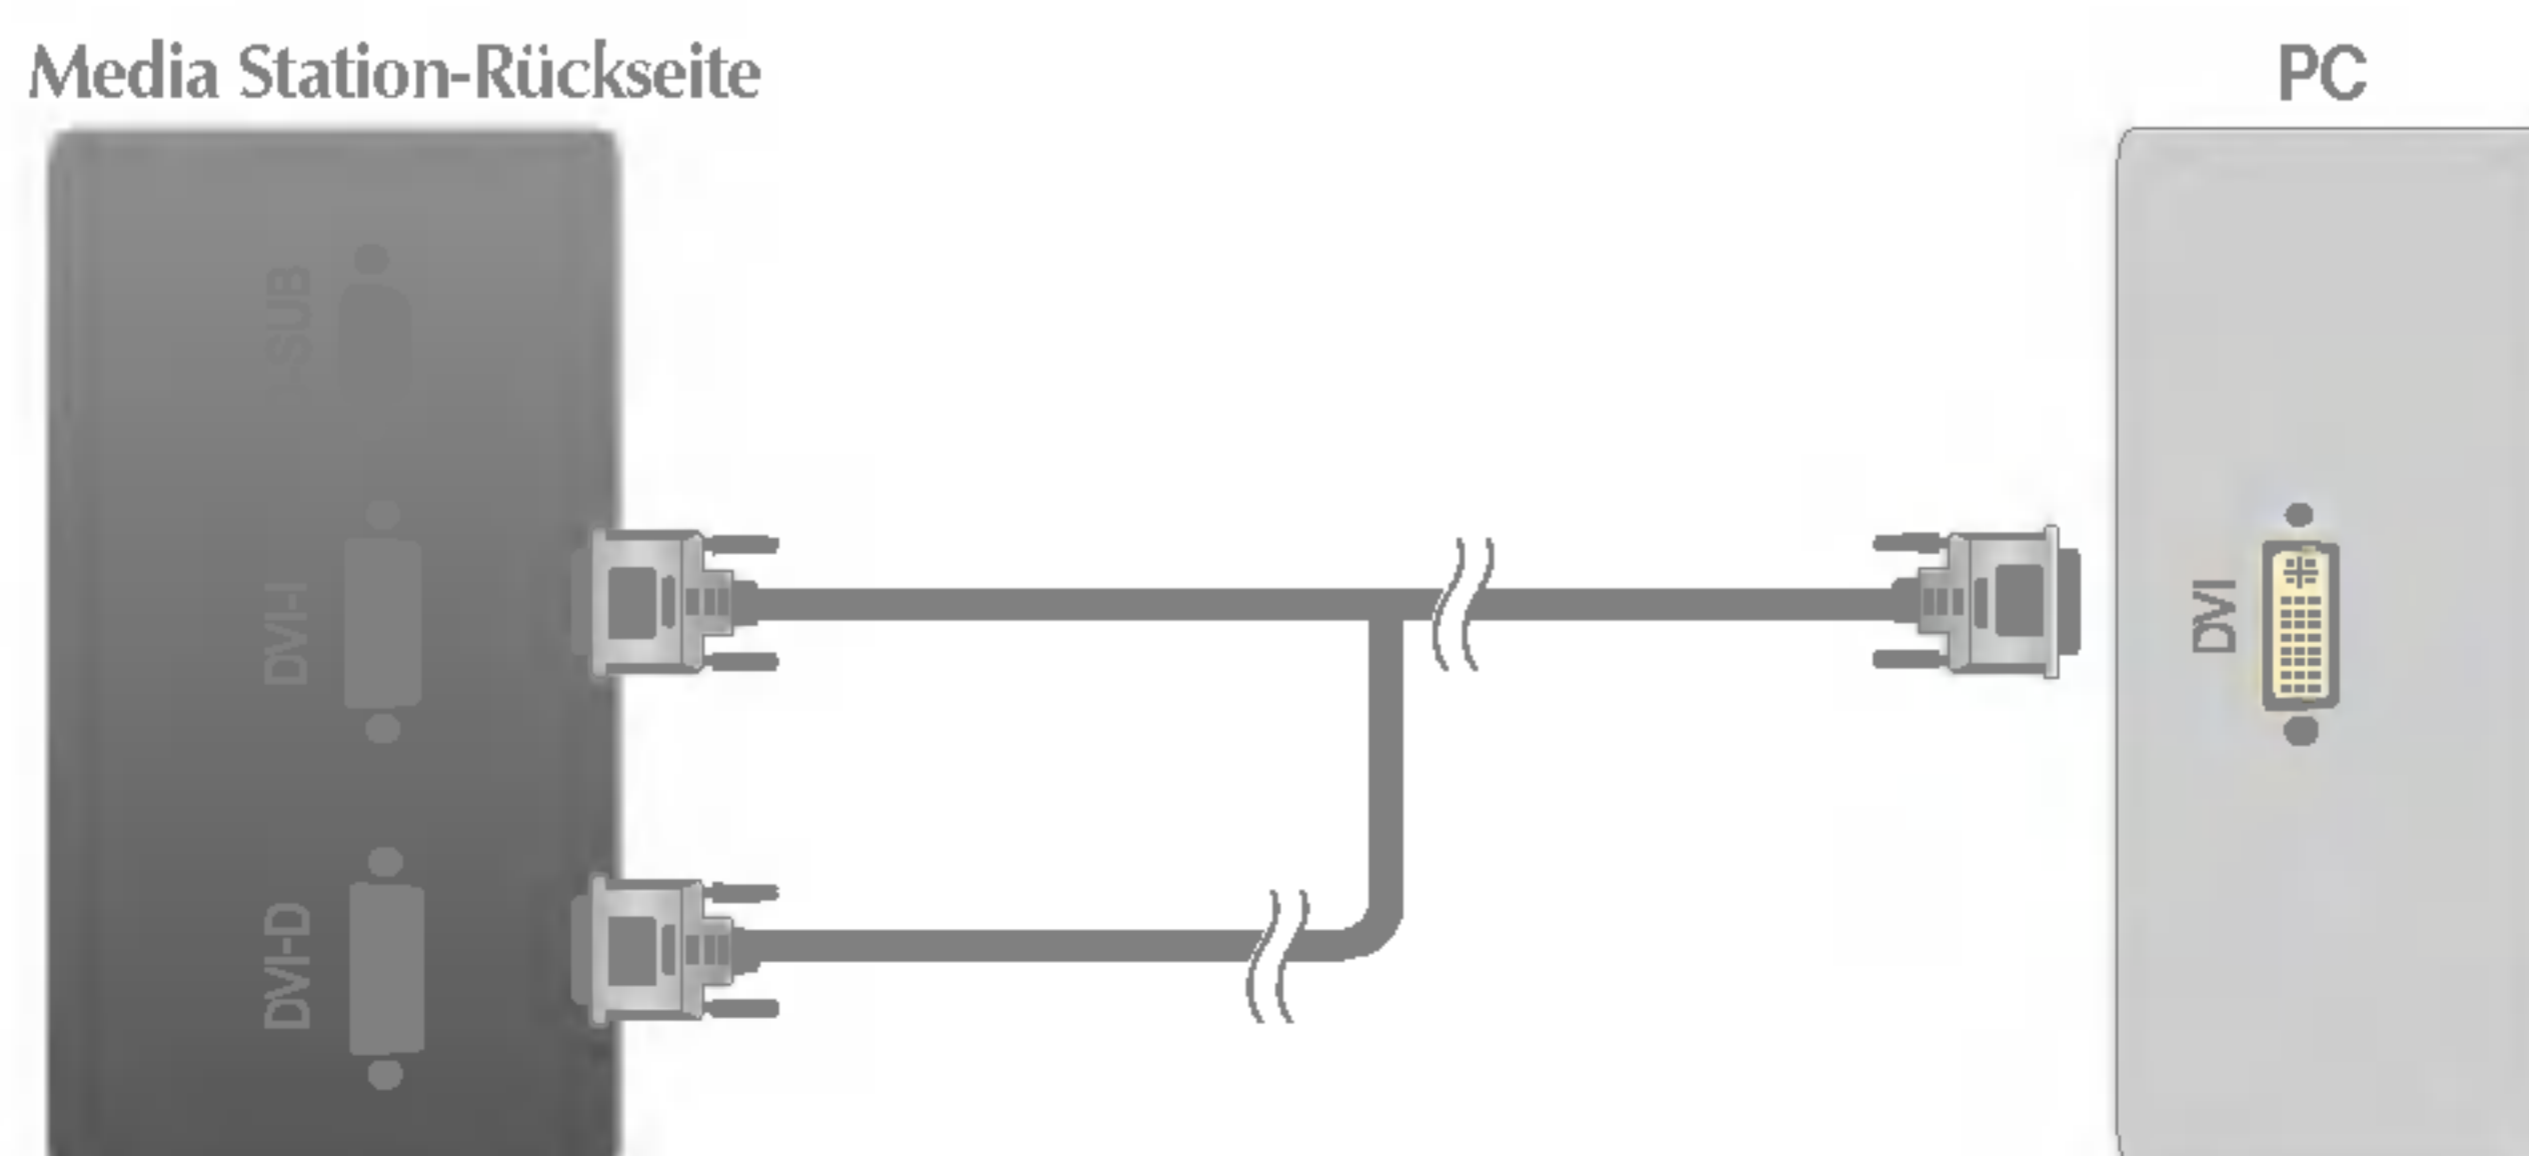 Media Station-Rückseite
PC
D-SUB
DVI-I
DVI
DVI-D